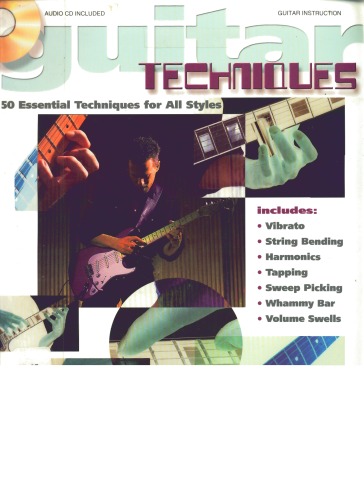 AUDIO CD INCLUDED
GUITAR INSTRUCTION
guitar
TECHNIQUES
50 Essential Techniques for All Styles
includes:
• Vibrato
• String Bending
• Harmonics
• Tapping
• Sweep Picking
• Whammy Bar
• Volume Swells